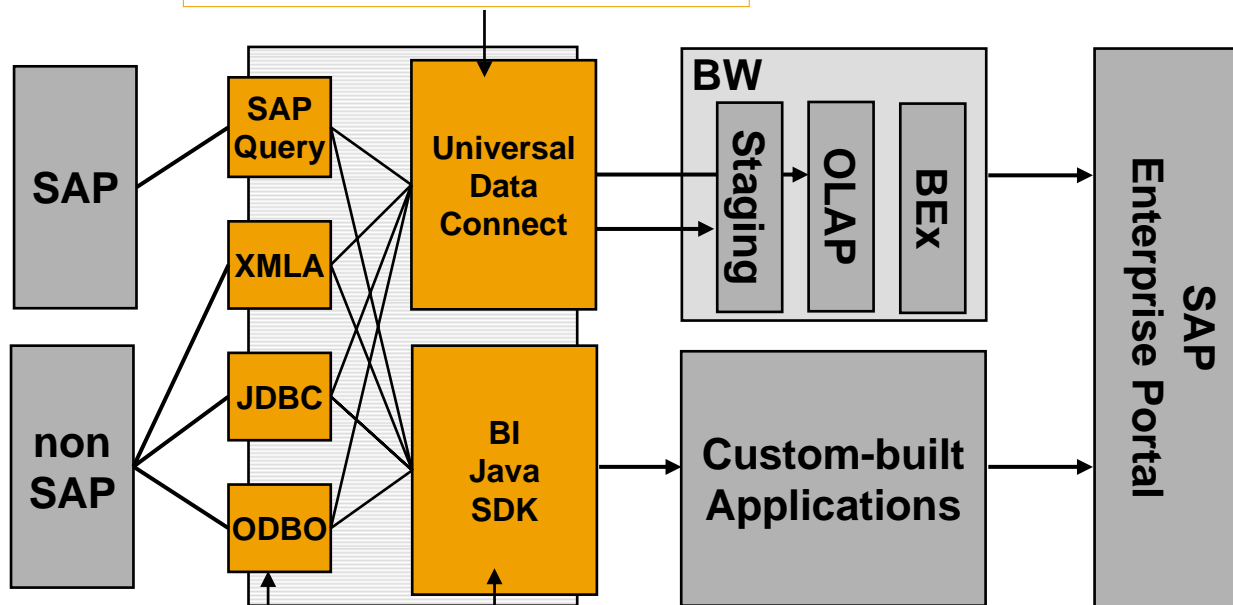 SAP
non
SAP
SAP
Query
XMLA
JDBC
ODBO
Universal
Data
Connect
BI
Java
SDK
BW
Staging
OLAP
BEx
Custom-built
Applications
SAP
Enterprise Portal